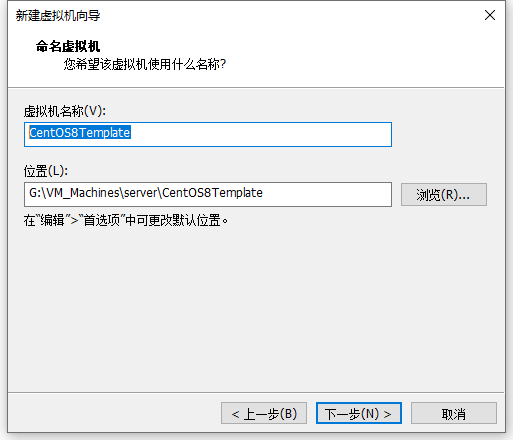 新建虚拟机向导
命名虚拟机
您希望该虚拟机使用什么名称?
虚拟机名称(V):
CentOS8Template
位置(L):
G:\VM_Machines\server\CentOS8Template
浏览(R)...
在“编辑”>“首选项”中可更改默认位置。
< 上一步(B)
下一步(N) >
取消